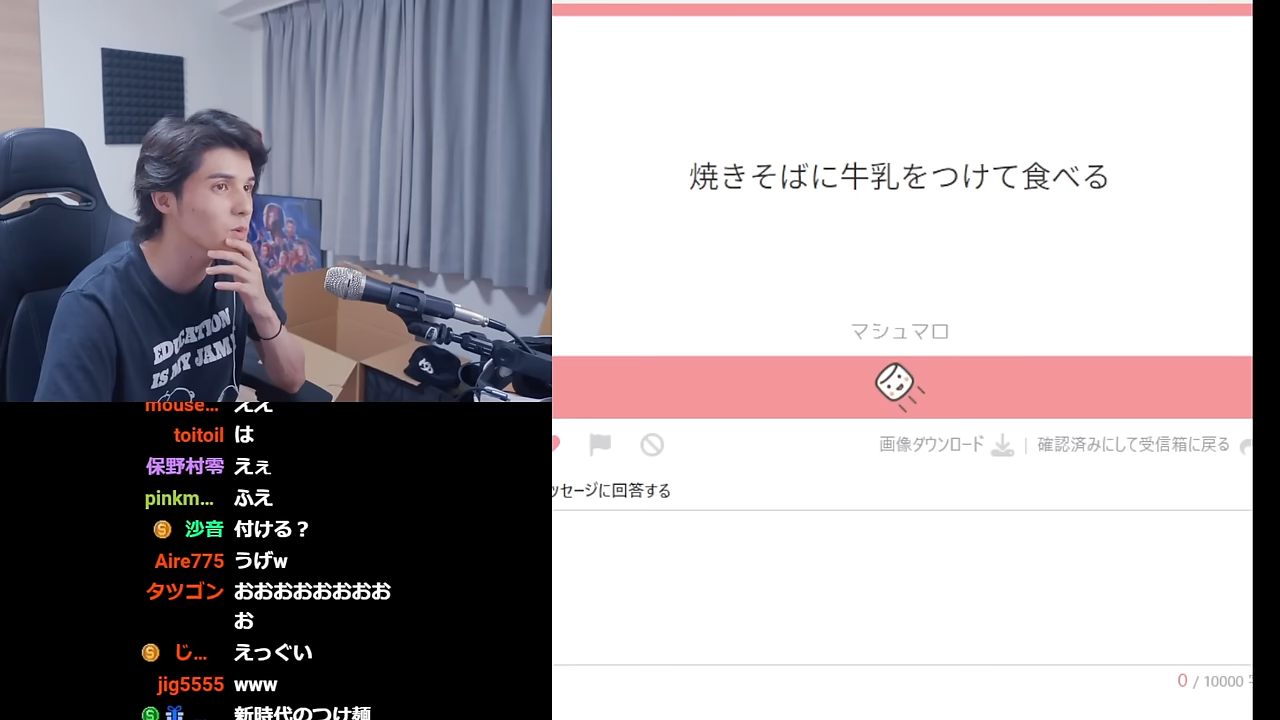 焼きそばに牛乳をつけて食べる
マシュマロ
画像ダウンロード | 確認済みにして受信箱に戻る
ッセージに回答する
0 / 10000
EDUCATION
IS MY JAM
mouse… ええ
toitoil は
保野村零 えぇ
pinkm… ふえ
沙音 付ける？
Aire775 うげw
タツゴン おおおおおおおお
お
じ… えっぐい
jig5555 www
新時代のつけ麺